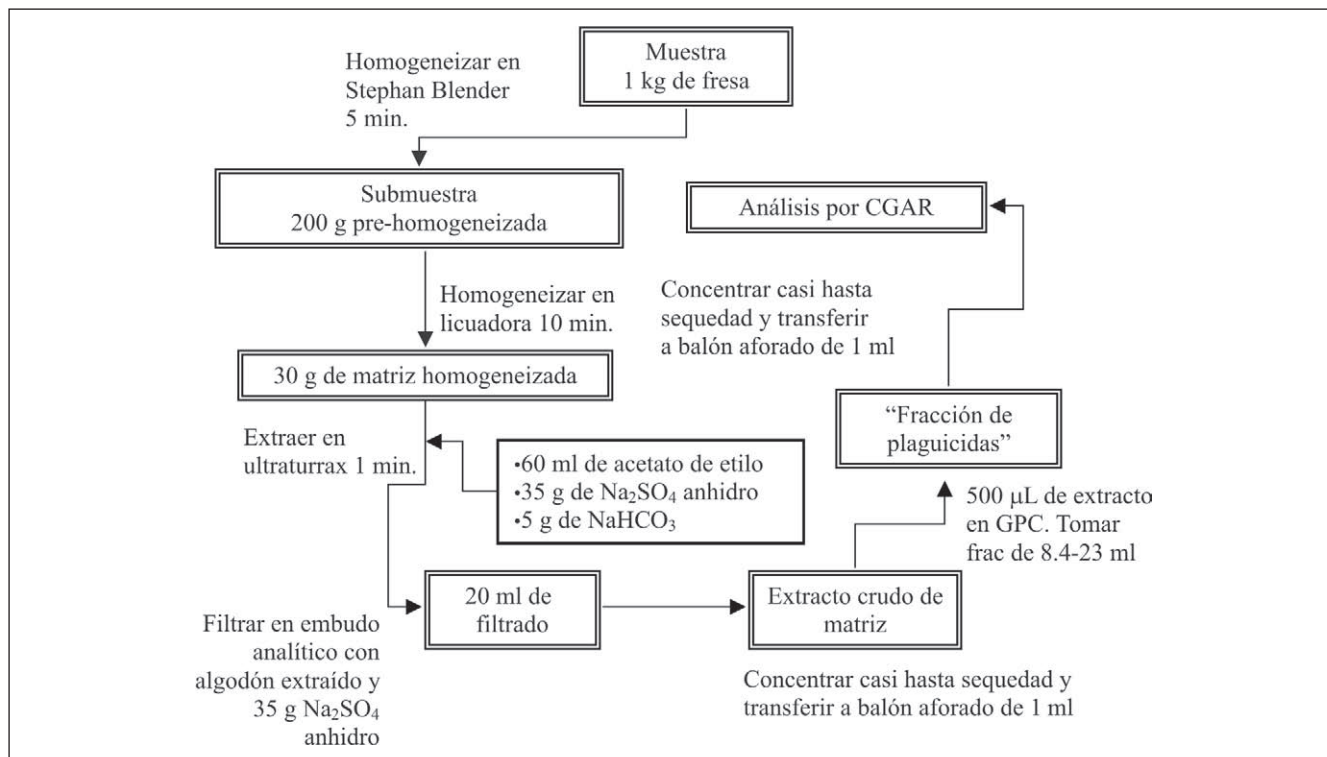 Muestra
1 kg de fresa
Homogeneizar en
Stephan Blender
5 min.
Submuestra
200 g pre-homogeneizada
Homogeneizar en
licuadora 10 min.
30 g de matriz homogeneizada
Extraer en
ultraturrax 1 min.
•60 ml de acetato de etilo
•35 g de Na₂SO₄ anhidro
•5 g de NaHCO₃
Filtrar en embudo
analítico con
algodón extraído y
35 g Na₂SO₄
anhidro
20 ml de
filtrado
Extracto crudo de
matriz
Concentrar casi hasta sequedad y
transferir a balón aforado de 1 ml
500 µL de extracto
en GPC. Tomar
frac de 8.4-23 ml
“Fracción de
plaguicidas”
Concentrar casi hasta
sequedad y transferir
a balón aforado de 1 ml
Análisis por CGAR